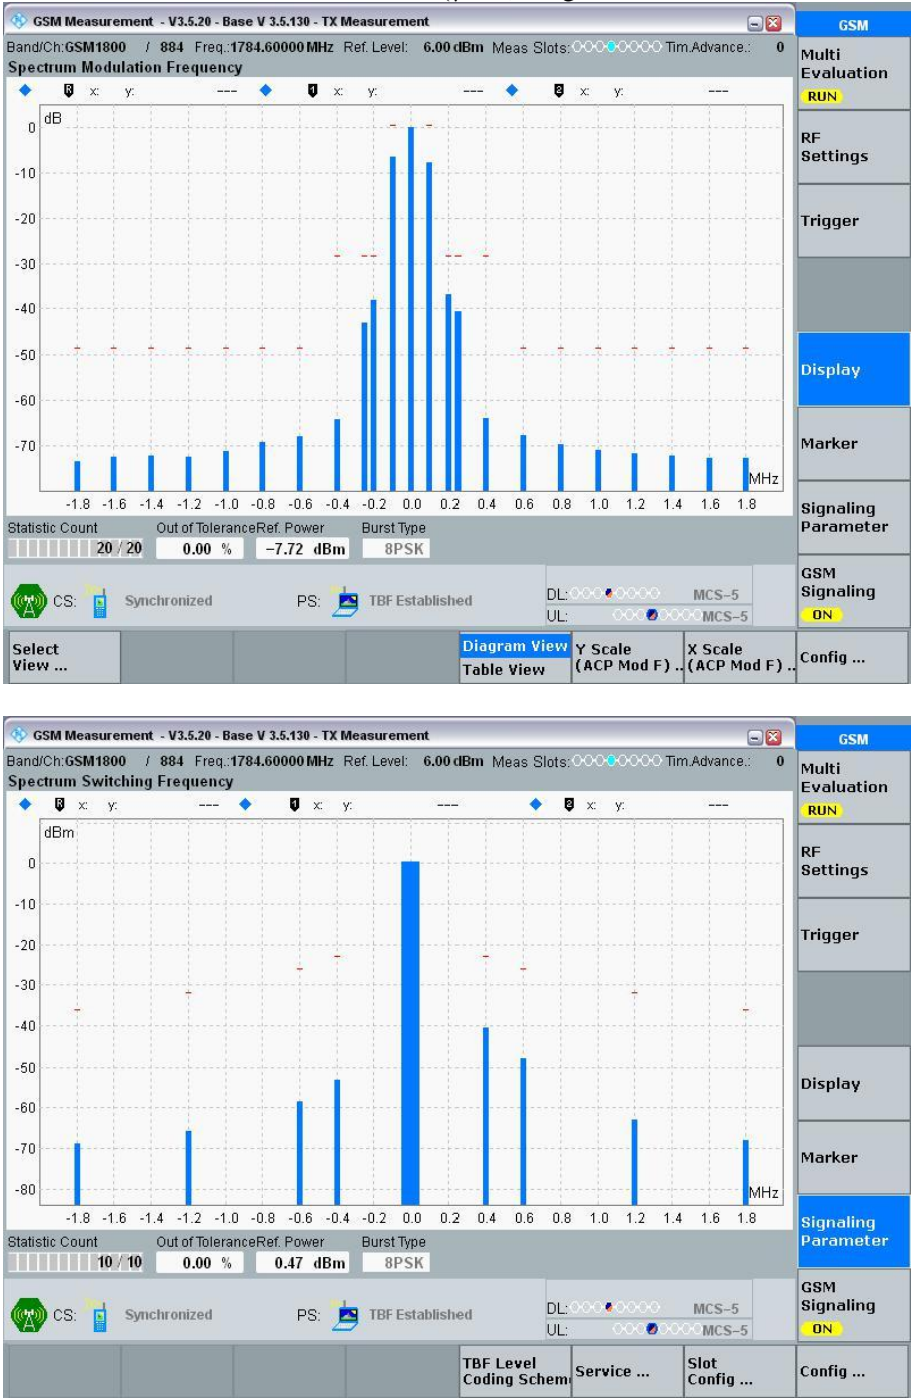 GSM Measurement - V3.5.20 - Base V 3.5.130 - TX Measurement
GSM
Band/Ch:GSM1800 / 884 Freq.:1784.60000 MHz Ref. Level: 6.00 dBm Meas Slots: Tim.Advance.: 0
Spectrum Modulation Frequency
Multi
Evaluation
RUN
R x: y: --- 1 x: y: --- 2 x: y: ---
dB
0
-10
-20
-30
-40
-50
-60
-70
MHz
-1.8 -1.6 -1.4 -1.2 -1.0 -0.8 -0.6 -0.4 -0.2 0.0 0.2 0.4 0.6 0.8 1.0 1.2 1.4 1.6 1.8
RF
Settings
Trigger
Display
Marker
Signaling
Parameter
GSM
Signaling
ON
Statistic Count Out of Tolerance Ref. Power Burst Type
20 / 20 0.00 % -7.72 dBm 8PSK
CS: Synchronized PS: TBF Established DL: MCS-5
UL: MCS-5
Select
View ...
Diagram View
Table View
Y Scale
(ACP Mod F) ..
X Scale
(ACP Mod F) ..
Config ...
GSM Measurement - V3.5.20 - Base V 3.5.130 - TX Measurement
GSM
Band/Ch:GSM1800 / 884 Freq.:1784.60000 MHz Ref. Level: 6.00 dBm Meas Slots: Tim.Advance.: 0
Spectrum Switching Frequency
Multi
Evaluation
RUN
R x: y: --- 1 x: y: --- 2 x: y: ---
dBm
0
-10
-20
-30
-40
-50
-60
-70
-80
MHz
-1.8 -1.6 -1.4 -1.2 -1.0 -0.8 -0.6 -0.4 -0.2 0.0 0.2 0.4 0.6 0.8 1.0 1.2 1.4 1.6 1.8
RF
Settings
Trigger
Display
Marker
Signaling
Parameter
GSM
Signaling
ON
Statistic Count Out of Tolerance Ref. Power Burst Type
10 / 10 0.00 % 0.47 dBm 8PSK
CS: Synchronized PS: TBF Established DL: MCS-5
UL: MCS-5
TBF Level
Coding Schem
Service ...
Slot
Config ...
Config ...